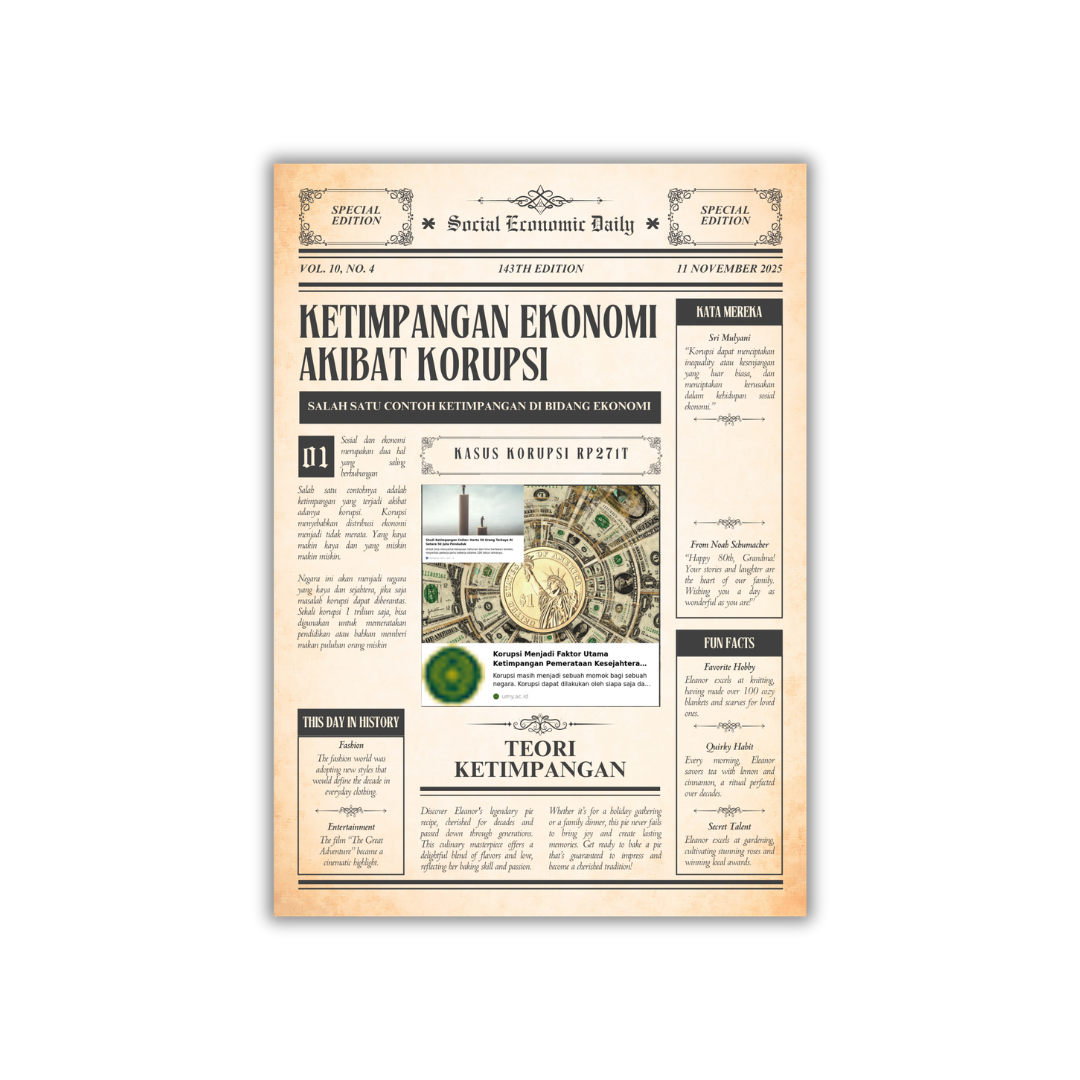 SPECIAL
EDITION
Social Economic Daily
SPECIAL
EDITION
VOL. 10, NO. 4
143TH EDITION
11 NOVEMBER 2025
KETIMPANGAN EKONOMI
AKIBAT KORUPSI
SALAH SATU CONTOH KETIMPANGAN DI BIDANG EKONOMI
01
Sosial dan ekonomi
merupakan dua hal
yang saling
berhubungan
Salah satu contohnya adalah
ketimpangan yang terjadi akibat
adanya korupsi. Korupsi
menyebabkan distribusi ekonomi
menjadi tidak merata. Yang kaya
makin kaya dan yang miskin
makin miskin.
Negara ini akan menjadi negara
yang kaya dan sejahtera, jika saja
masalah korupsi dapat diberantas.
Sekali korupsi 1 triliun saja, bisa
digunakan untuk memeratakan
pendidikan atau bahkan memberi
makan puluhan orang miskin
THIS DAY IN HISTORY
Fashion
The fashion world was
adopting new styles that
would define the decade in
everyday clothing.
Entertainment
The film "The Great
Adventure" became a
cinematic highlight.
KASUS KORUPSI RP271T
Studi Ketimpangan Celios: Harta 50 Orang Terkaya RI
Setara 50 Juta Penduduk
$1
Korupsi Menjadi Faktor Utama
Ketimpangan Pemerataan Kesejahtera...
Korupsi masih menjadi sebuah momok bagi sebuah
negara. Korupsi dapat dilakukan oleh siapa saja da...
umy.ac.id
TEORI
KETIMPANGAN
Discover Eleanor's legendary pie
recipe, cherished for decades and
passed down through generations.
This culinary masterpiece offers a
delightful blend of flavors and love,
reflecting her baking skill and passion.
Whether it's for a holiday gathering
or a family dinner, this pie never fails
to bring joy and create lasting
memories. Get ready to bake a pie
that's guaranteed to impress and
become a cherished tradition!
KATA MEREKA
Sri Mulyani
"Korupsi dapat menciptakan
inequality atau kesenjangan
yang luar biasa, dan
menciptakan kerusakan
dalam kehidupan sosial
ekonomi."
From Noah Schumacher
"Happy 80th, Grandma!
Your stories and laughter are
the heart of our family.
Wishing you a day as
wonderful as you are!"
FUN FACTS
Favorite Hobby
Eleanor excels at knitting,
having made over 100 cozy
blankets and scarves for loved
ones.
Quirky Habit
Every morning, Eleanor
savors tea with lemon and
cinnamon, a ritual perfected
over decades.
Secret Talent
Eleanor excels at gardening,
cultivating stunning roses and
winning local awards.